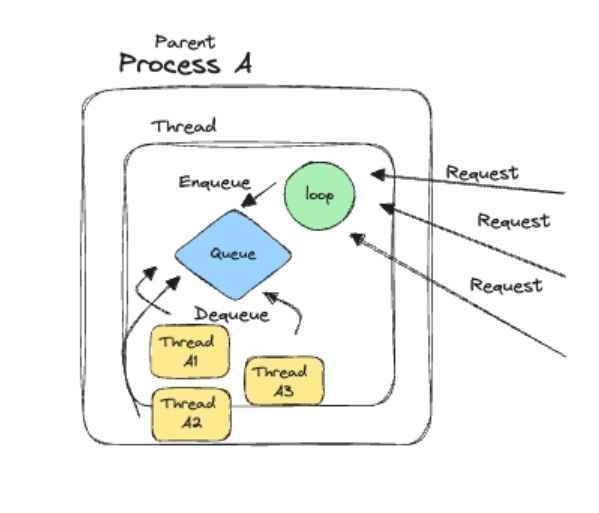 Parent
Process A
Thread
Request
Enqueue
loop
Request
Queue
Request
Dequeue
Thread
A1
Thread
A3
Thread
A2